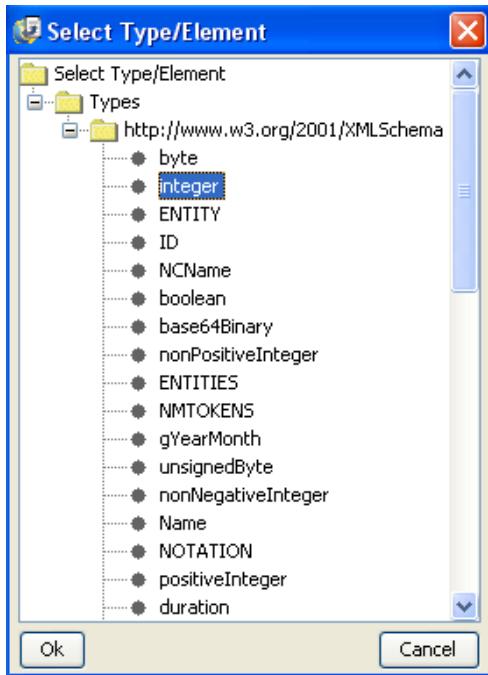 Select Type/Element
Select Type/Element
Types
http://www.w3.org/2001/XMLSchema
byte
integer
ENTITY
ID
NCName
boolean
base64Binary
nonPositiveInteger
ENTITIES
NMTOKENS
gYearMonth
unsignedByte
nonNegativeInteger
Name
NOTATION
positiveInteger
duration
Ok Cancel